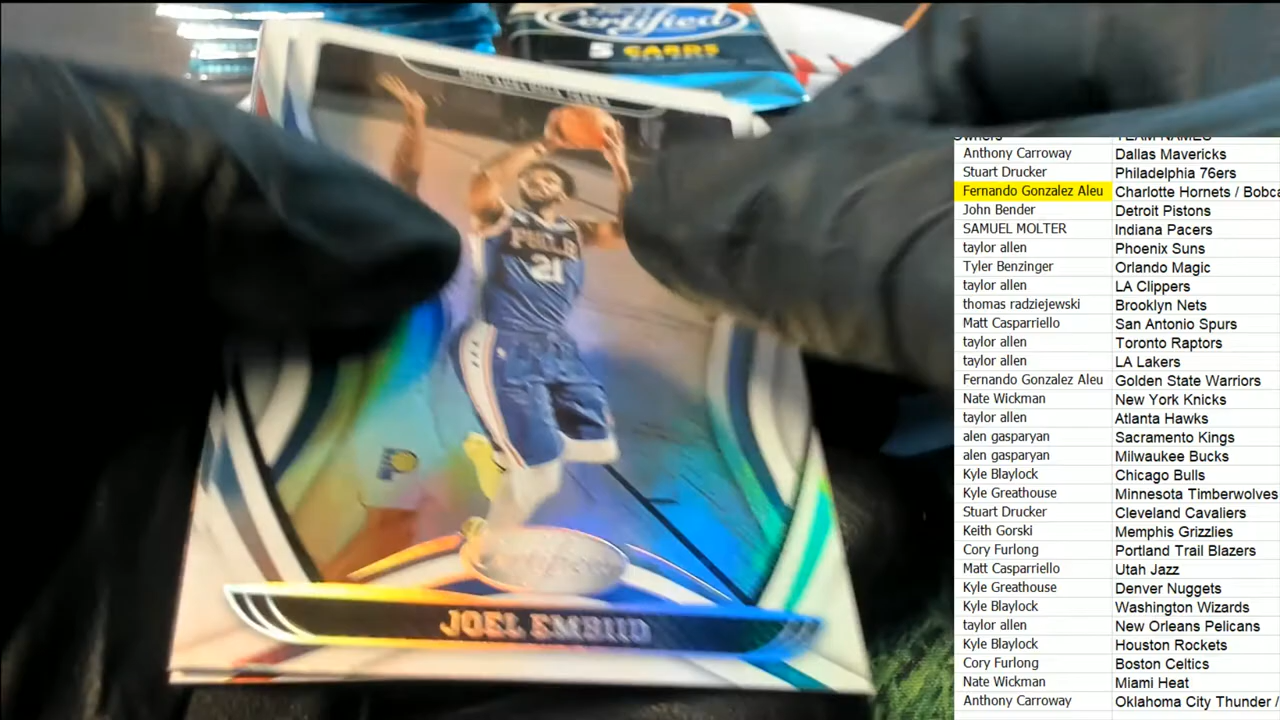 Certified
5 CARDS
PHILA
21
JOEL EMBIID
Owners TEAM NAMES
Anthony Carroway Dallas Mavericks
Stuart Drucker Philadelphia 76ers
Fernando Gonzalez Aleu Charlotte Hornets / Bobca
John Bender Detroit Pistons
SAMUEL MOLTER Indiana Pacers
taylor allen Phoenix Suns
Tyler Benzinger Orlando Magic
taylor allen LA Clippers
thomas radziejewski Brooklyn Nets
Matt Casparriello San Antonio Spurs
taylor allen Toronto Raptors
taylor allen LA Lakers
Fernando Gonzalez Aleu Golden State Warriors
Nate Wickman New York Knicks
taylor allen Atlanta Hawks
alen gasparyan Sacramento Kings
alen gasparyan Milwaukee Bucks
Kyle Blaylock Chicago Bulls
Kyle Greathouse Minnesota Timberwolves
Stuart Drucker Cleveland Cavaliers
Keith Gorski Memphis Grizzlies
Cory Furlong Portland Trail Blazers
Matt Casparriello Utah Jazz
Kyle Greathouse Denver Nuggets
Kyle Blaylock Washington Wizards
taylor allen New Orleans Pelicans
Kyle Blaylock Houston Rockets
Cory Furlong Boston Celtics
Nate Wickman Miami Heat
Anthony Carroway Oklahoma City Thunder /